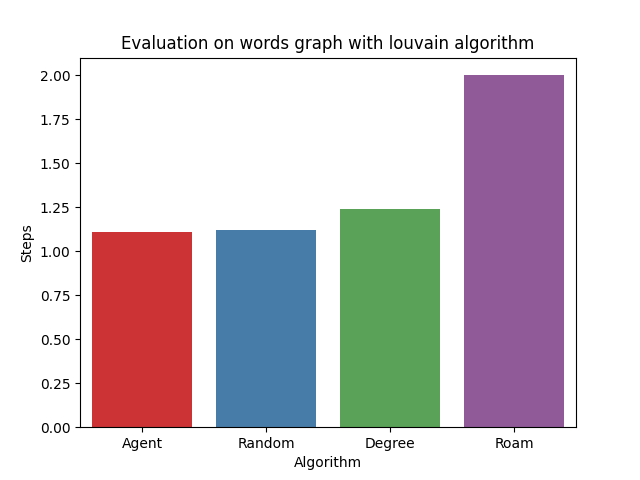 Evaluation on words graph with louvain algorithm
2.00
1.75
1.50
1.25
1.00
0.75
0.50
0.25
0.00
Steps
Agent Random Degree Roam
Algorithm